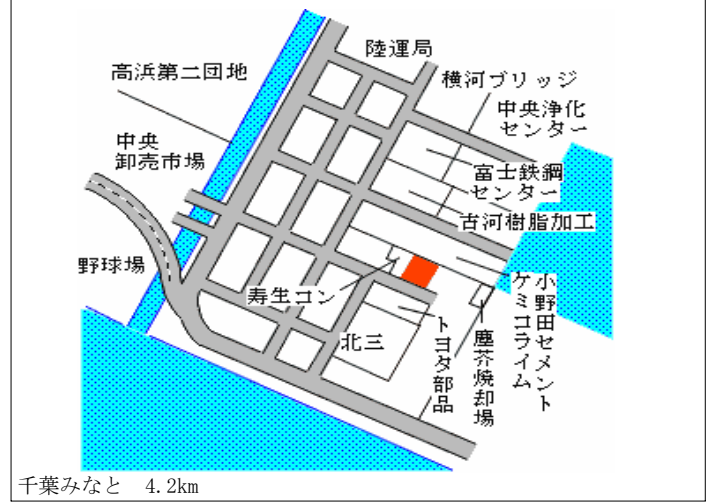 陸運局
高浜第二団地
横河ブリッジ
中央浄化
センター
中央
卸売市場
富士鉄鋼
センター
古河樹脂加工
野球場
寿生コン
小野田セメント
ケミコライム
北三
トヨタ部品
塵芥焼却場
千葉みなと 4.2km